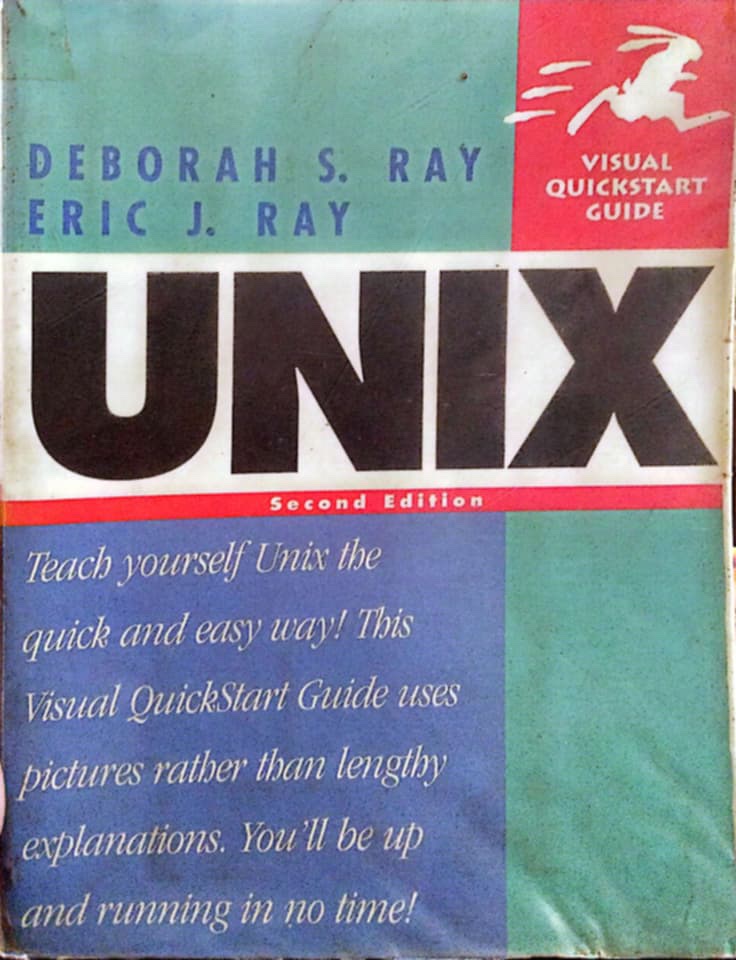 DEBORAH S. RAY
ERIC J. RAY
VISUAL
QUICKSTART
GUIDE
UNIX
Second Edition
Teach yourself Unix the
quick and easy way! This
Visual QuickStart Guide uses
pictures rather than lengthy
explanations. You'll be up
and running in no time!